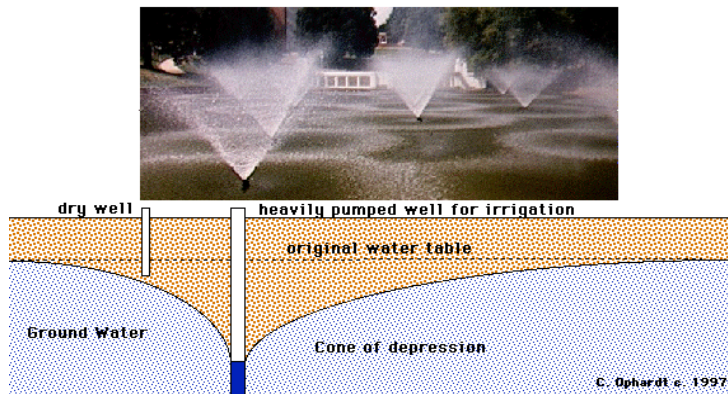 dry well
heavily pumped well for irrigation
original water table
Ground Water
Cone of depression
C. Ophardt c. 1997